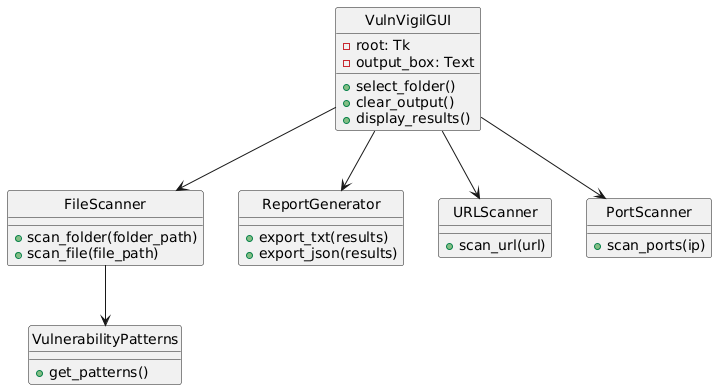 VulnVigilGUI
root: Tk
output_box: Text
select_folder()
clear_output()
display_results()
FileScanner
scan_folder(folder_path)
scan_file(file_path)
ReportGenerator
export_txt(results)
export_json(results)
URLScanner
scan_url(url)
PortScanner
scan_ports(ip)
VulnerabilityPatterns
get_patterns()